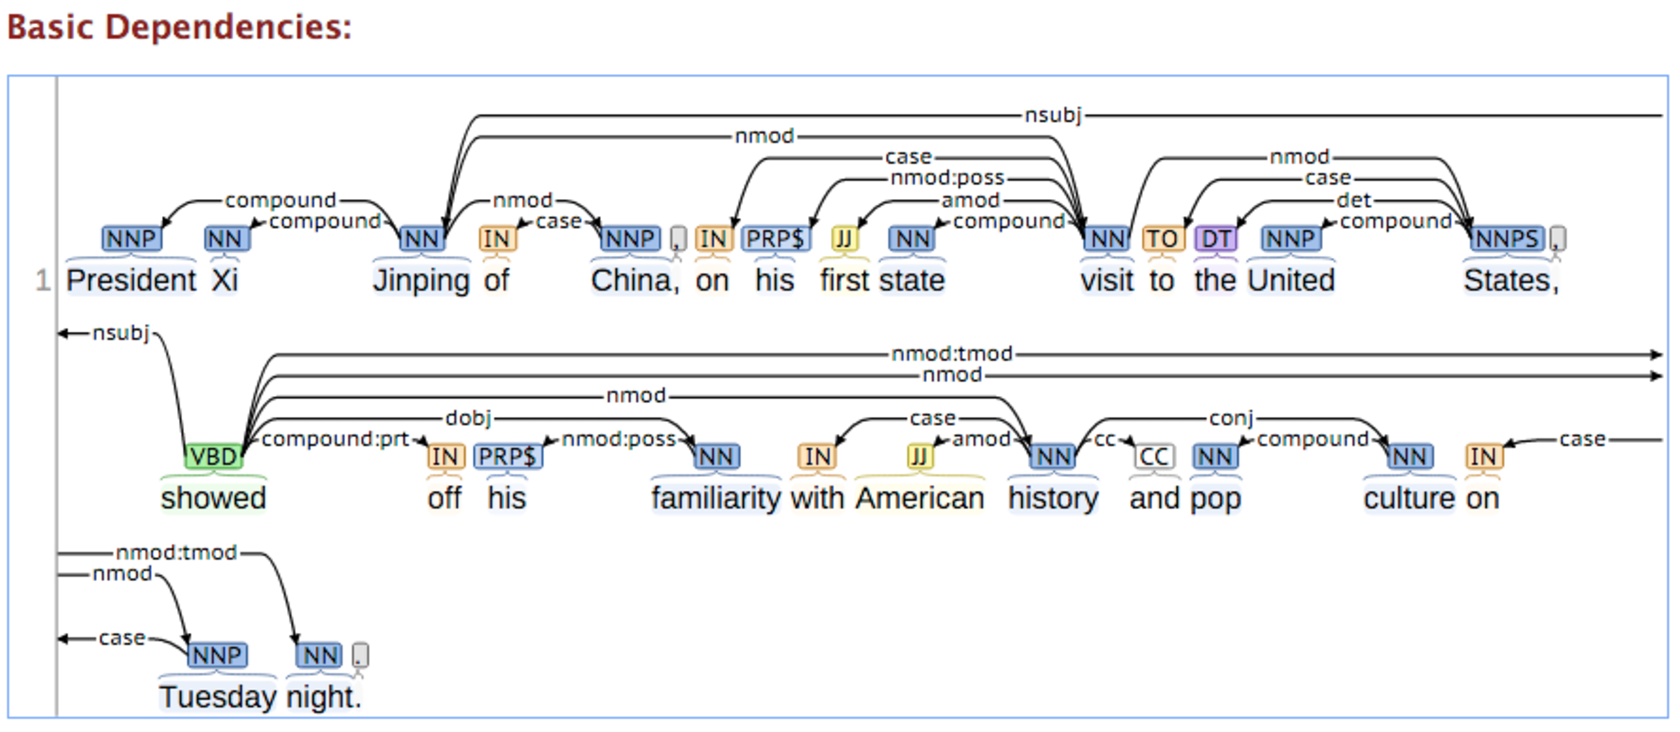 Basic Dependencies:
nsubj
nmod
case nmod
nmod:poss case
compound nmod amod det
compound case compound compound
NNP NN NN IN NNP , IN PRP$ JJ NN NN TO DT NNP NNPS ,
1 President Xi Jinping of China, on his first state visit to the United States,
nsubj
nmod:tmod
nmod
nmod
dobj case conj
compound:prt nmod:poss amod cc compound case
VBD IN PRP$ NN IN JJ NN CC NN NN IN
showed off his familiarity with American history and pop culture on
nmod:tmod
nmod
case
NNP NN .
Tuesday night.